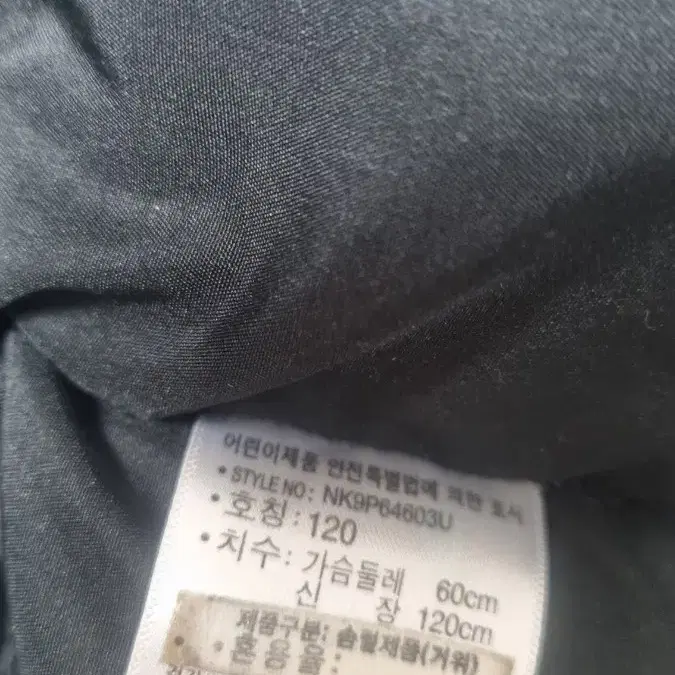 어린이제품 안전특별법에 의한 표시
• STYLE NO : NK9P64603U
• 호칭 : 120
• 치수 : 가슴둘레 60cm
신 장 120cm
제품구분: 솜털제품(거위)
혼용율: